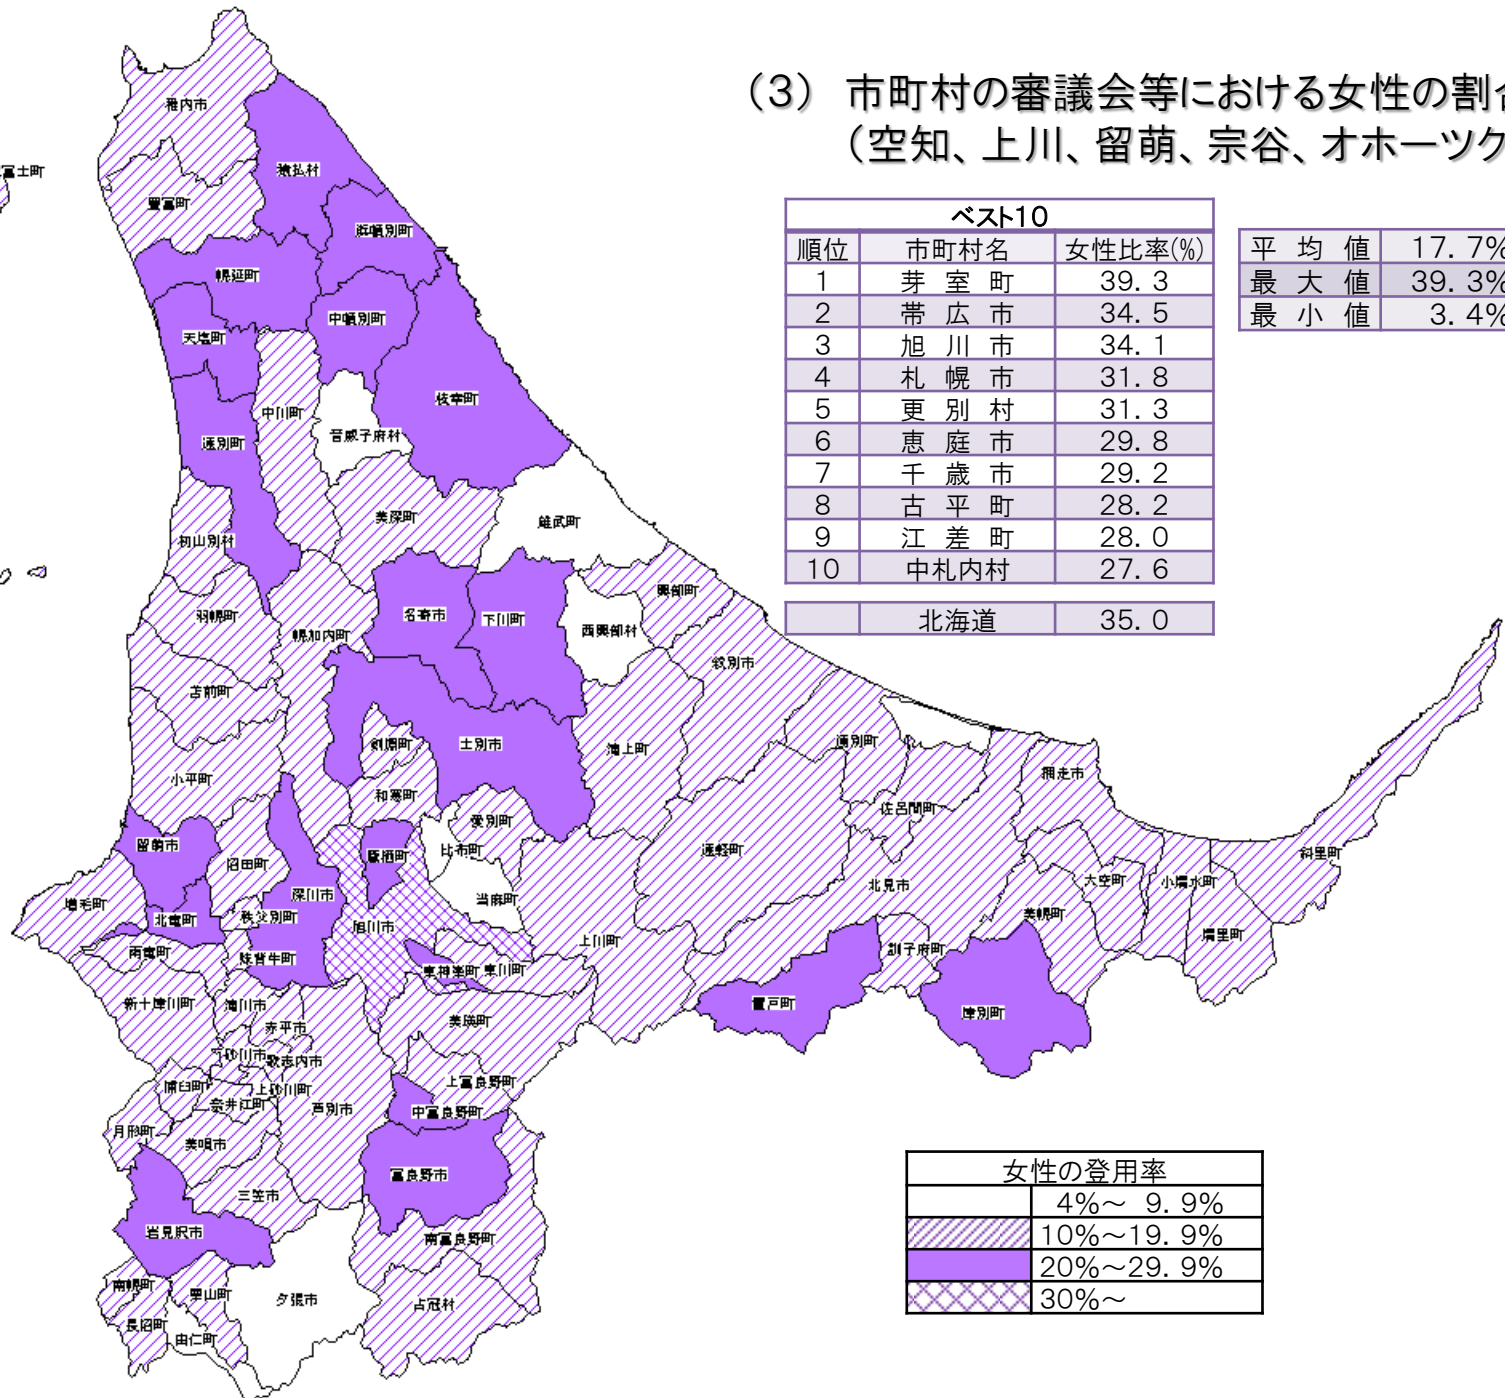 (3) 市町村の審議会等における女性の割合
(空知、上川、留萌、宗谷、オホーツク
ベスト10
順位 市町村名 女性比率(%)
1 芽室町 39.3
2 帯広市 34.5
3 旭川市 34.1
4 札幌市 31.8
5 更別村 31.3
6 恵庭市 29.8
7 千歳市 29.2
8 古平町 28.2
9 江差町 28.0
10 中札内村 27.6
北海道 35.0
平均値 17.7%
最大値 39.3%
最小値 3.4%
稚内市
富士町
猿払村
豊富町
浜頓別町
幌延町
中頓別町
天塩町
枝幸町
中川町
音威子府村
遠別町
美深町
雄武町
初山別村
興部町
羽幌町
名寄市
下川町
西興部村
幌加内町
紋別市
苫前町
剣淵町
士別市
滝上町
湧別町
網走市
小平町
和寒町
佐呂間町
愛別町
留萌市
鷹栖町
比布町
遠軽町
斜里町
沼田町
北見市
大空町
小清水町
深川市
当麻町
増毛町
秩父別町
美幌町
北竜町
旭川市
清里町
上川町
訓子府町
雨竜町
妹背牛町
東神楽町
東川町
新十津川町
滝川市
置戸町
津別町
赤平市
美瑛町
砂川市
歌志内市
上富良野町
浦臼町
上砂川町
奈井江町
芦別市
中富良野町
月形町
美唄市
富良野市
三笠市
岩見沢市
南富良野町
南幌町
栗山町
夕張市
占冠村
長沼町
由仁町
女性の登用率
4%~ 9.9%
10%~19.9%
20%~29.9%
30%~